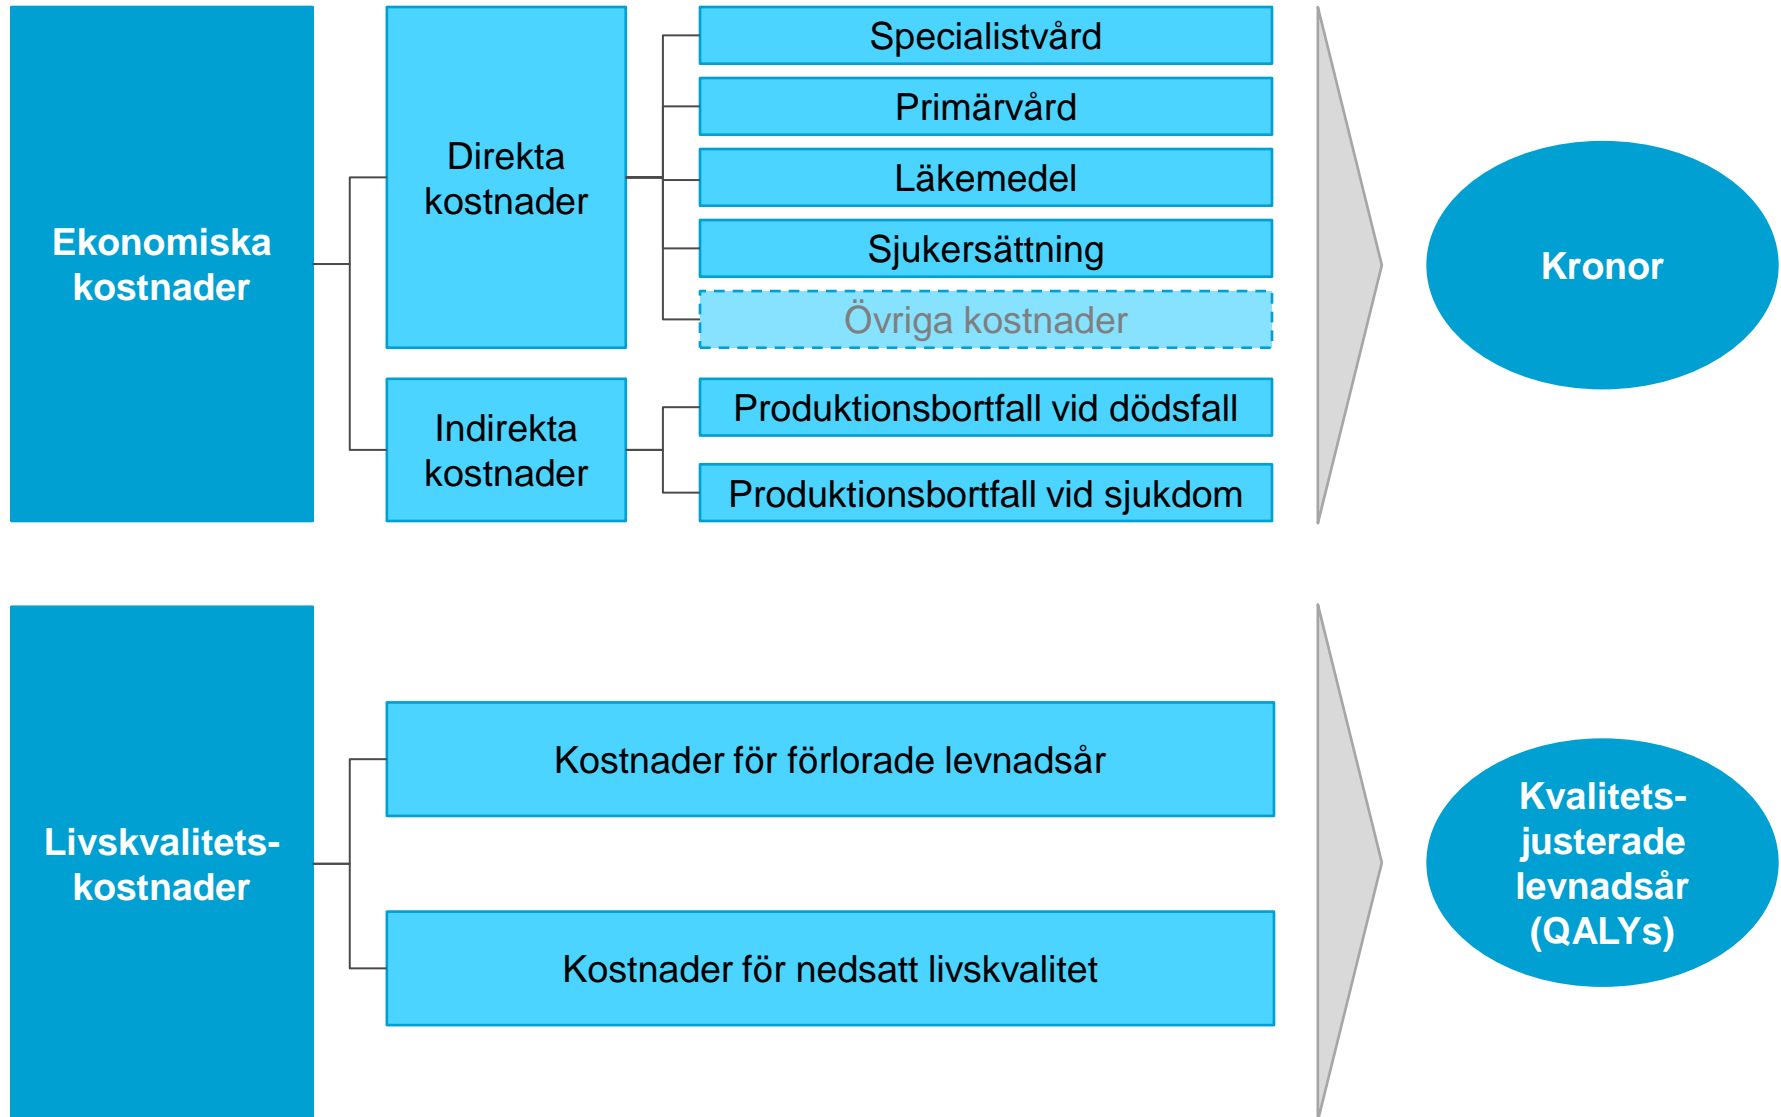 Ekonomiska
kostnader
Direkta
kostnader
Specialistvård
Primärvård
Läkemedel
Sjukersättning
Övriga kostnader
Indirekta
kostnader
Produktionsbortfall vid dödsfall
Produktionsbortfall vid sjukdom
Kronor
Livskvalitets-
kostnader
Kostnader för förlorade levnadsår
Kostnader för nedsatt livskvalitet
Kvalitets-
justerade
levnadsår
(QALYs)